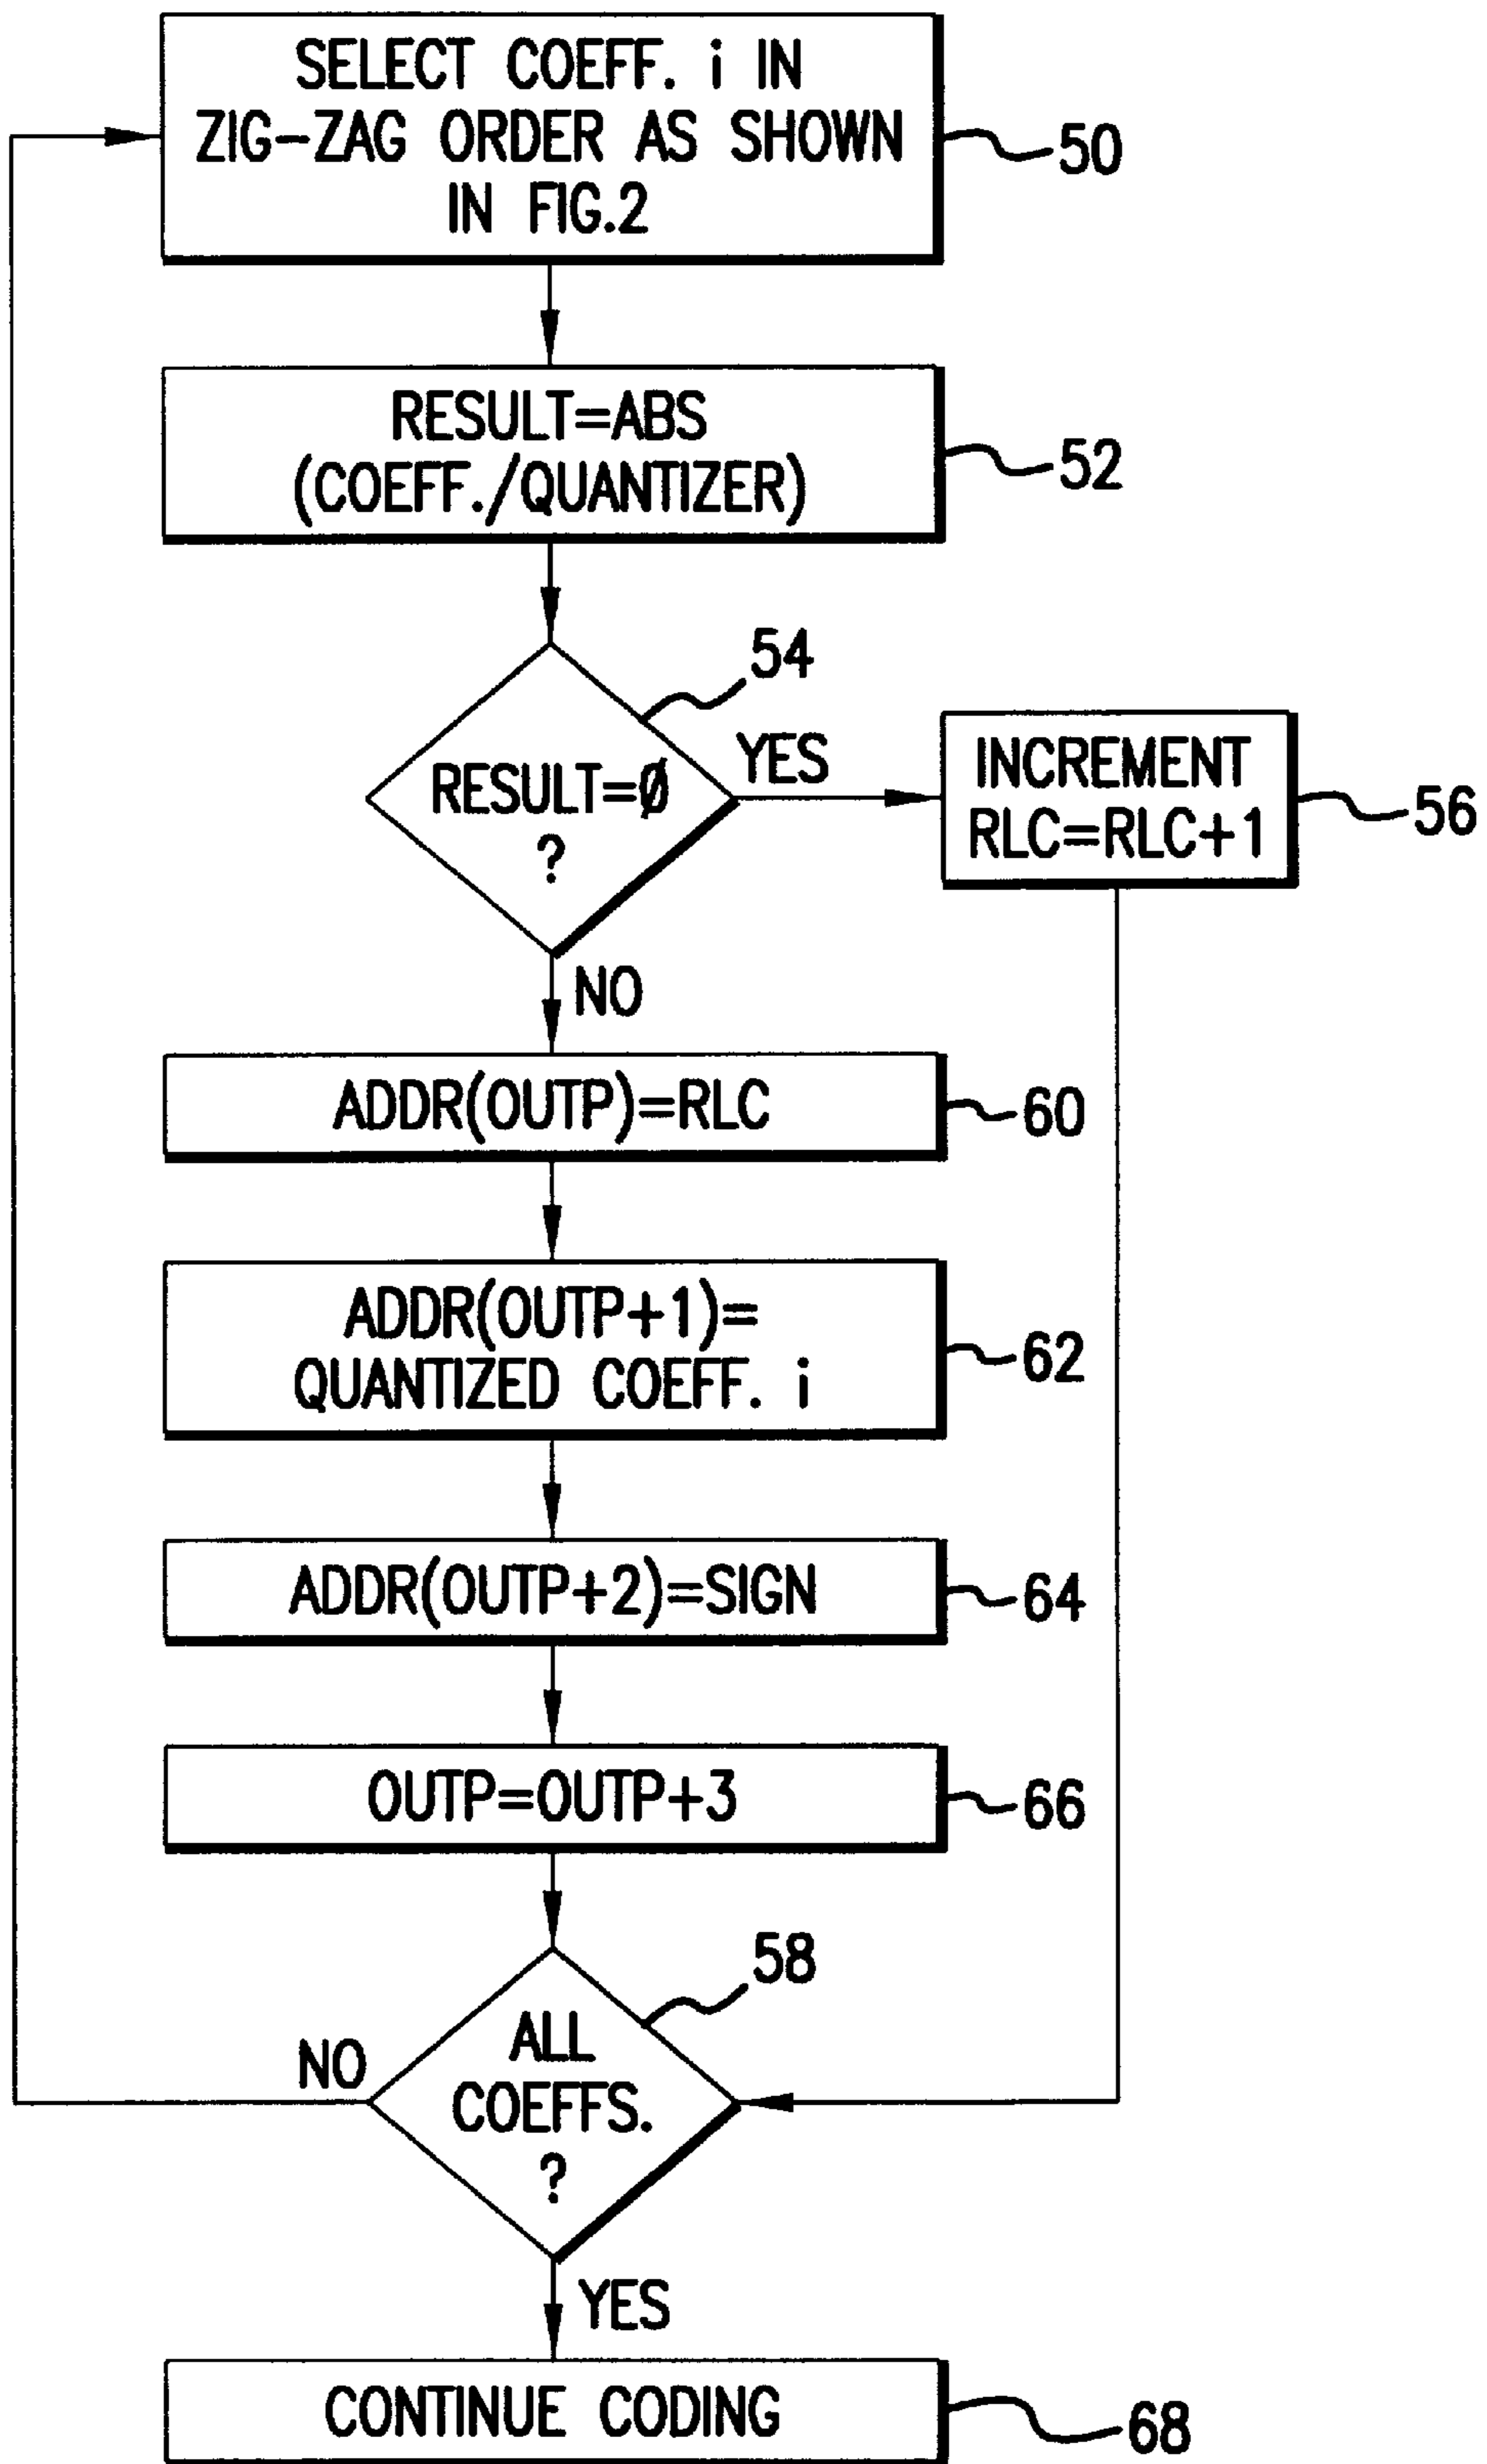 SELECT COEFF. i IN
ZIG-ZAG ORDER AS SHOWN
IN FIG.2
50
RESULT=ABS
(COEFF./QUANTIZER)
52
54
RESULT=Ø
?
YES
INCREMENT
RLC=RLC+1
56
NO
ADDR(OUTP)=RLC
60
ADDR(OUTP+1)=
QUANTIZED COEFF. i
62
ADDR(OUTP+2)=SIGN
64
OUTP=OUTP+3
66
58
ALL
COEFFS.
?
NO
YES
CONTINUE CODING
68